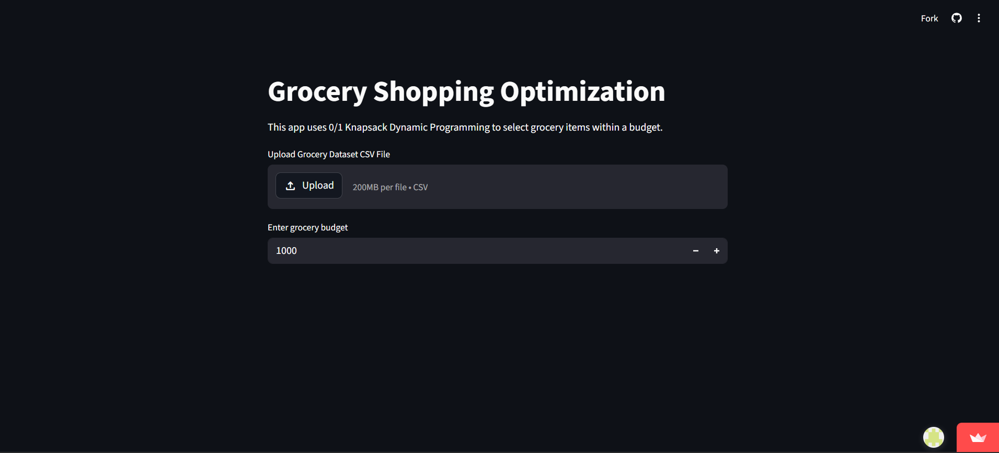 Fork
Grocery Shopping Optimization
This app uses 0/1 Knapsack Dynamic Programming to select grocery items within a budget.
Upload Grocery Dataset CSV File
Upload
200MB per file • CSV
Enter grocery budget
1000